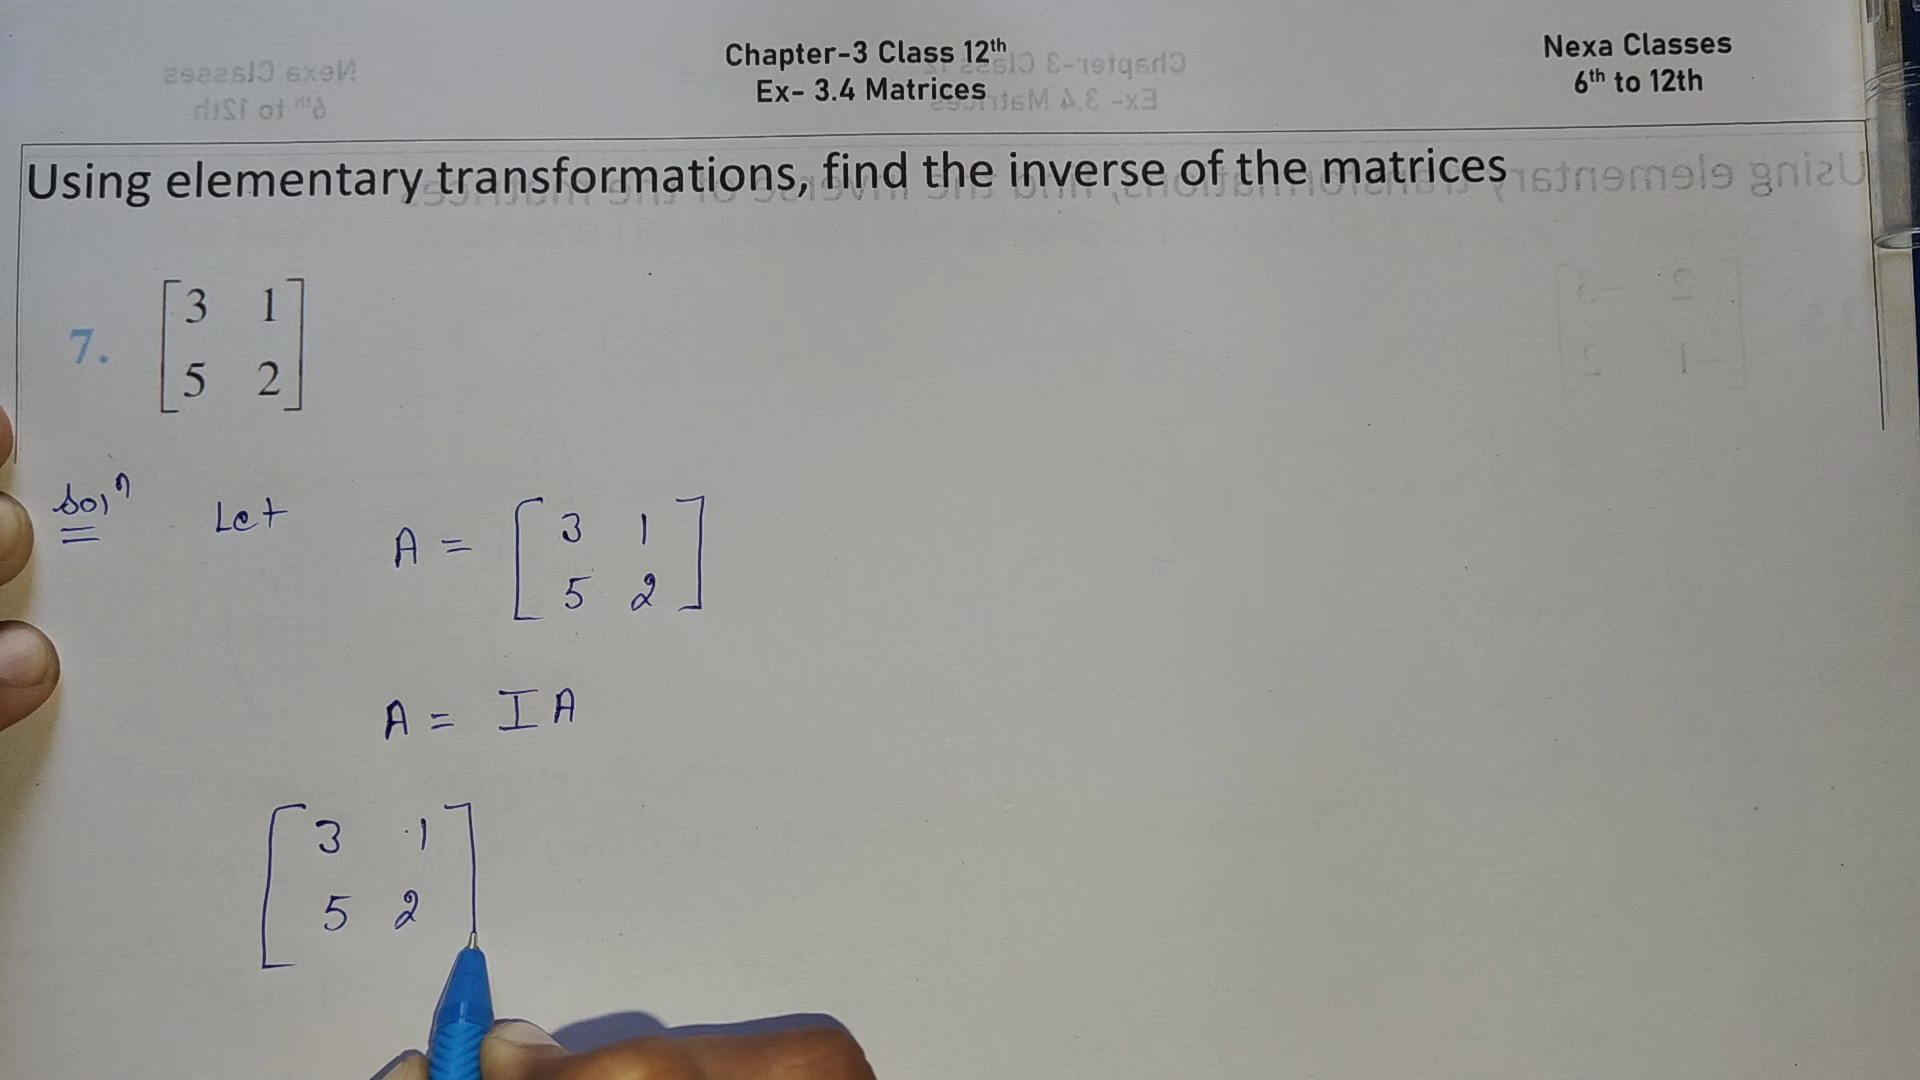 Chapter-3 Class 12th
Ex- 3.4 Matrices
Nexa Classes
6th to 12th
Using elementary transformations, find the inverse of the matrices
7. [3 1
5 2]
Solⁿ Let A = [3 1
5 2]
A = IA
[3 1
5 2]